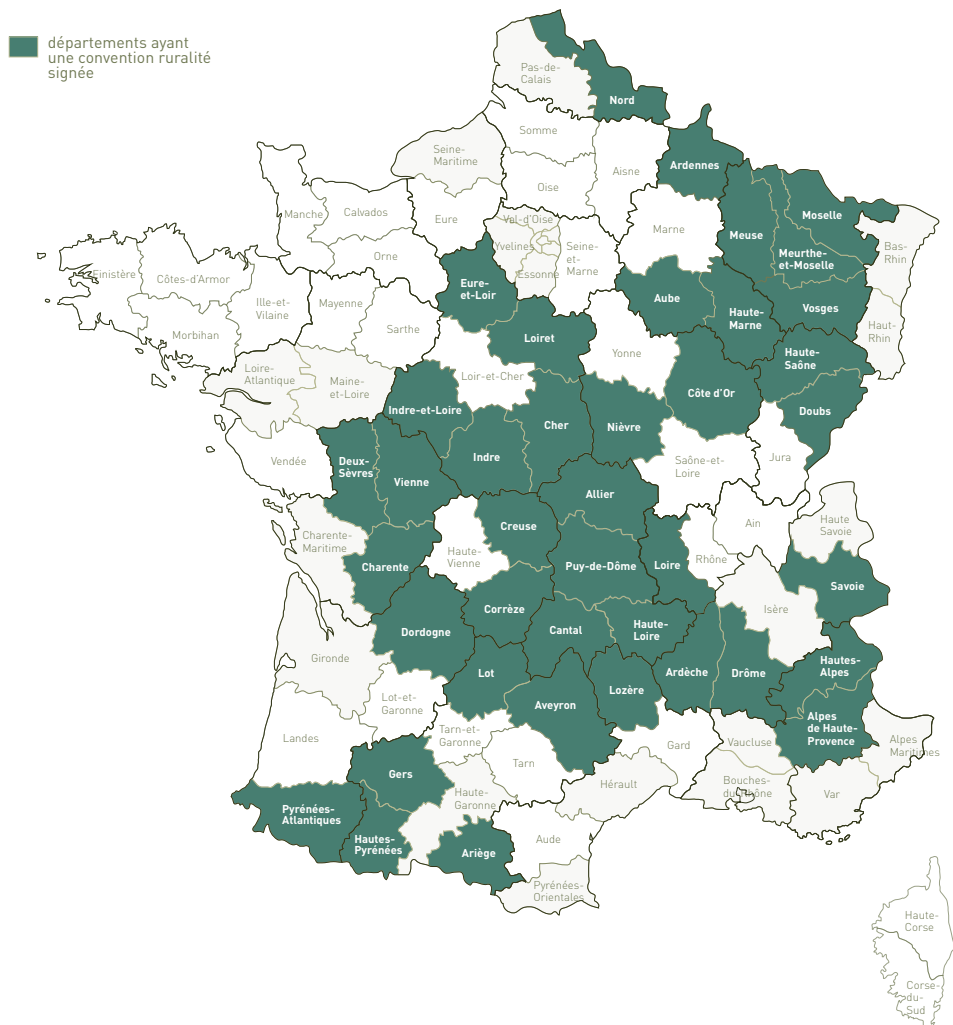 départements ayant
une convention ruralité
signée
Pas-de-
Calais
Nord
Somme
Seine-
Maritime
Ardennes
Aisne
Oise
Manche
Calvados
Eure
Val-d'Oise
Moselle
Marne
Meuse
Yvelines
Seine-
et-
Marne
Bas-
Rhin
Orne
Meurthe-
et-Moselle
Essonne
Finistère
Côtes-d'Armor
Eure-
et-Loir
Aube
Ille-et-
Vilaine
Mayenne
Vosges
Haute-
Marne
Sarthe
Haut-
Rhin
Morbihan
Loiret
Yonne
Haute-
Saône
Loire-
Atlantique
Loir-et-Cher
Maine-
et-Loire
Côte d'Or
Indre-et-Loire
Doubs
Cher
Nièvre
Vendée
Deux-
Sèvres
Indre
Jura
Saône-et-
Loire
Vienne
Allier
Creuse
Ain
Haute
Savoie
Charente-
Maritime
Haute-
Vienne
Rhône
Charente
Puy-de-Dôme
Loire
Savoie
Corrèze
Isère
Dordogne
Cantal
Haute-
Loire
Gironde
Hautes-
Alpes
Lot
Ardèche
Drôme
Lozère
Lot-et-
Garonne
Aveyron
Alpes
de Haute-
Provence
Landes
Tarn-et-
Garonne
Gard
Vaucluse
Alpes
Maritimes
Tarn
Gers
Hérault
Bouches-
du-Rhône
Var
Haute-
Garonne
Pyrénées-
Atlantiques
Hautes-
Pyrénées
Ariège
Aude
Pyrénées-
Orientales
Haute-
Corse
Corse-
du-
Sud